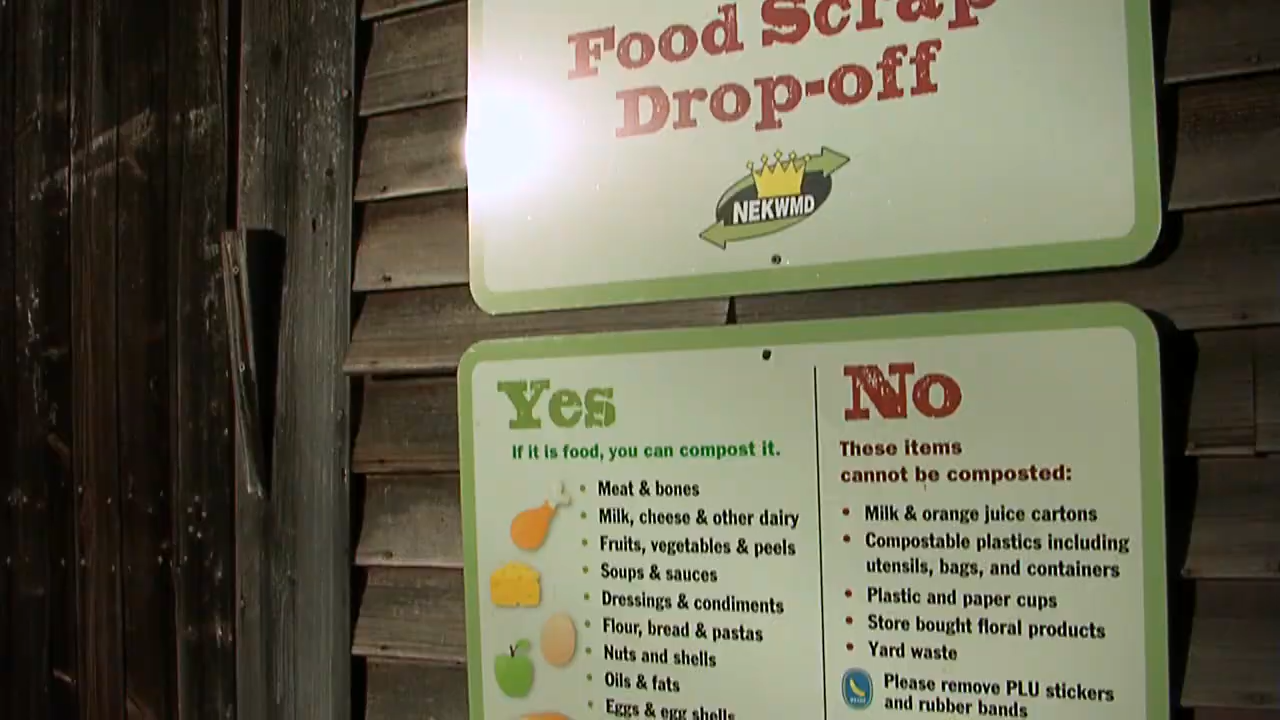 Food Scrap
Drop-off
NEKWMD
Yes
If it is food, you can compost it.
Meat & bones
Milk, cheese & other dairy
Fruits, vegetables & peels
Soups & sauces
Dressings & condiments
Flour, bread & pastas
Nuts and shells
Oils & fats
Eggs & egg shells
No
These items
cannot be composted:
Milk & orange juice cartons
Compostable plastics including
utensils, bags, and containers
Plastic and paper cups
Store bought floral products
Yard waste
Please remove PLU stickers
and rubber bands